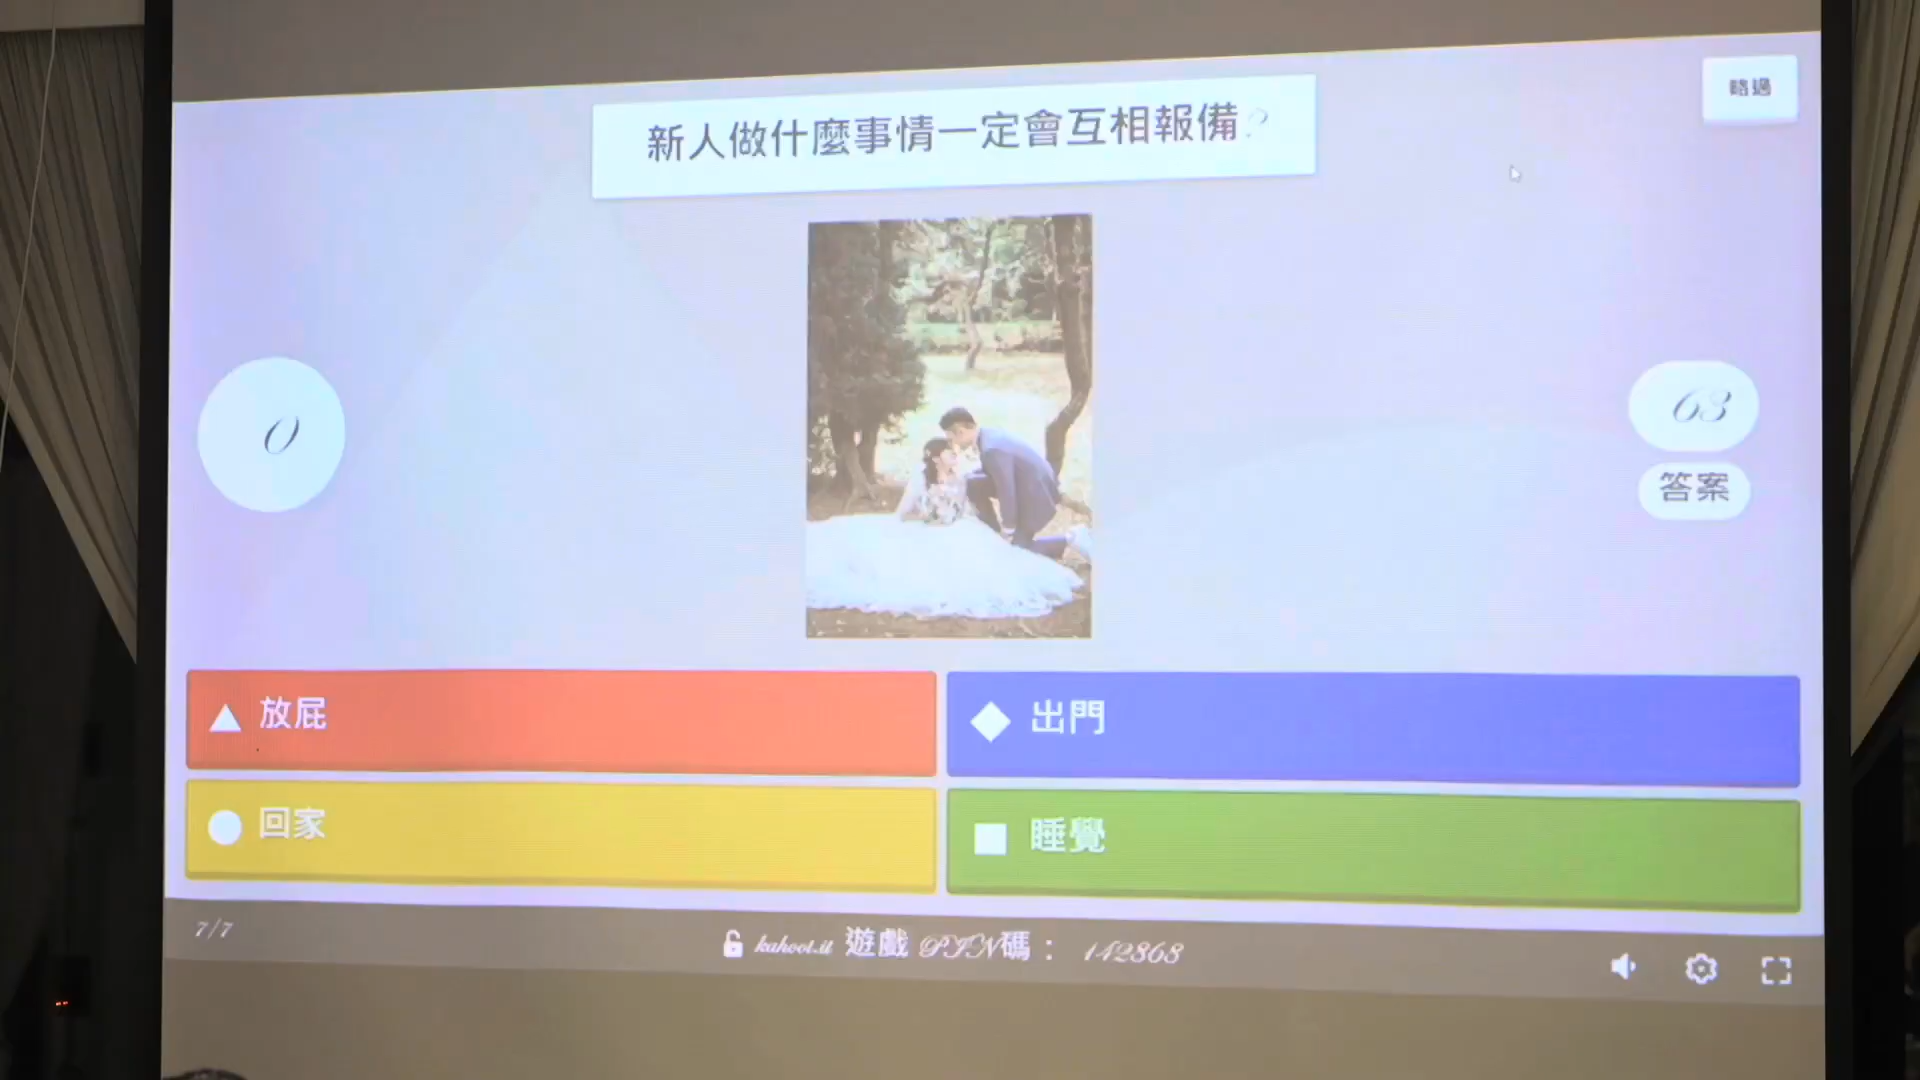 新人做什麼事情一定會互相報備?
略過
0
63
答案
放屁
出門
回家
睡覺
7/7
kahoot.it 遊戲 PIN碼： 142868